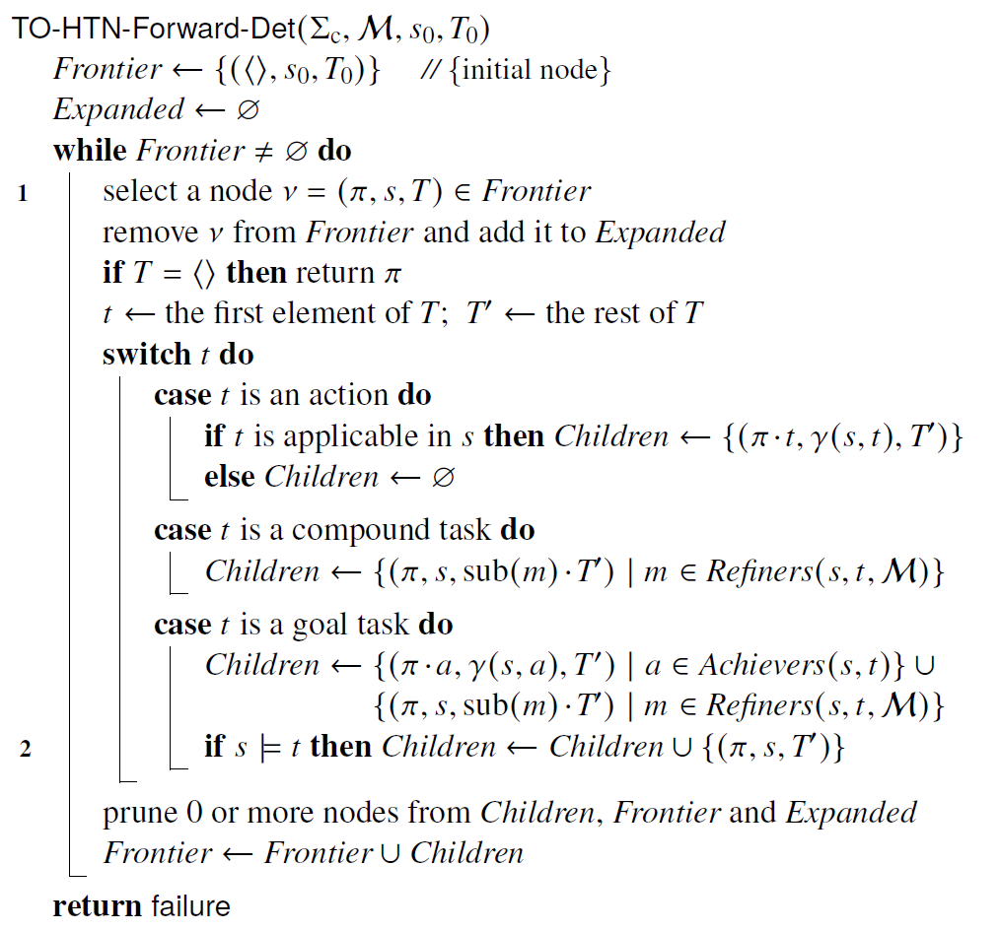 TO-HTN-Forward-Det(Σc, ℳ, s0, T0)
Frontier ← {(⟨⟩, s0, T0)} // {initial node}
Expanded ← ∅
while Frontier ≠ ∅ do
1 select a node ν = (π, s, T) ∈ Frontier
remove ν from Frontier and add it to Expanded
if T = ⟨⟩ then return π
t ← the first element of T; T′ ← the rest of T
switch t do
case t is an action do
if t is applicable in s then Children ← {(π·t, γ(s, t), T′)}
else Children ← ∅
case t is a compound task do
Children ← {(π, s, sub(m)·T′) | m ∈ Refiners(s, t, ℳ)}
case t is a goal task do
Children ← {(π·a, γ(s, a), T′) | a ∈ Achievers(s, t)} ∪
{(π, s, sub(m)·T′) | m ∈ Refiners(s, t, ℳ)}
2 if s ⊨ t then Children ← Children ∪ {(π, s, T′)}
prune 0 or more nodes from Children, Frontier and Expanded
Frontier ← Frontier ∪ Children
return failure